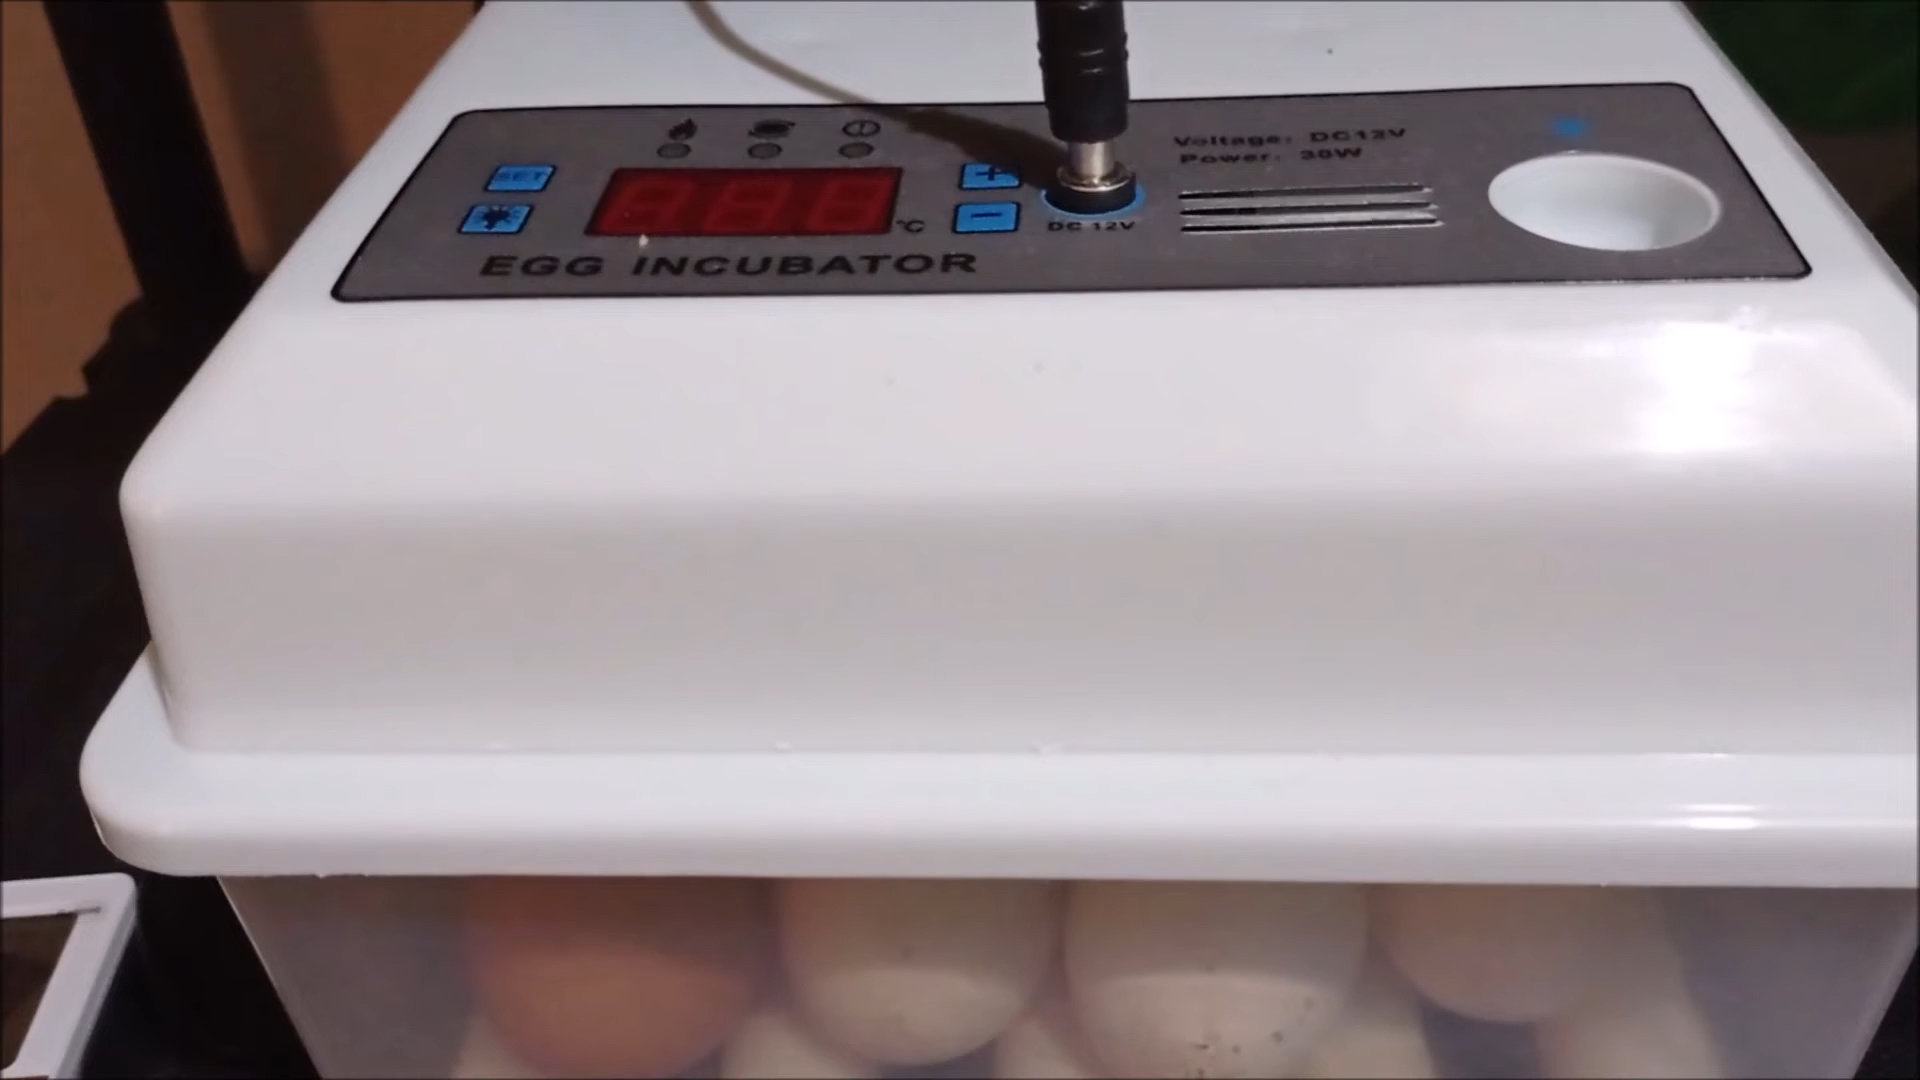 Voltage: DC12V
Power: 30W
SET
+
-
°C
DC 12V
EGG INCUBATOR